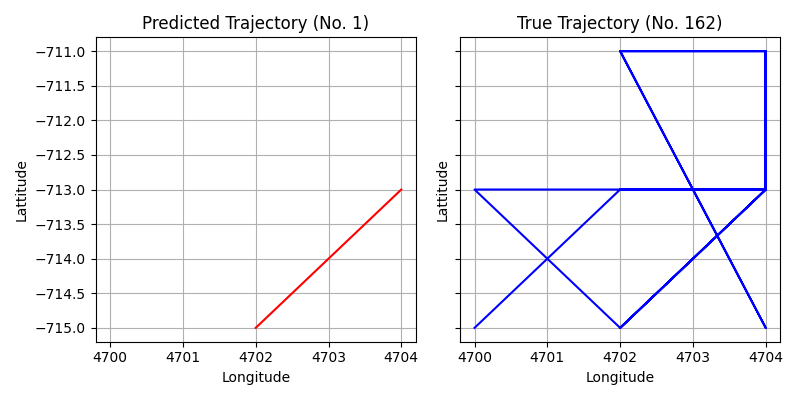 Predicted Trajectory (No. 1)
True Trajectory (No. 162)
−711.0
−711.5
−712.0
−712.5
−713.0
−713.5
−714.0
−714.5
−715.0
Lattitude
Lattitude
4700 4701 4702 4703 4704
4700 4701 4702 4703 4704
Longitude
Longitude